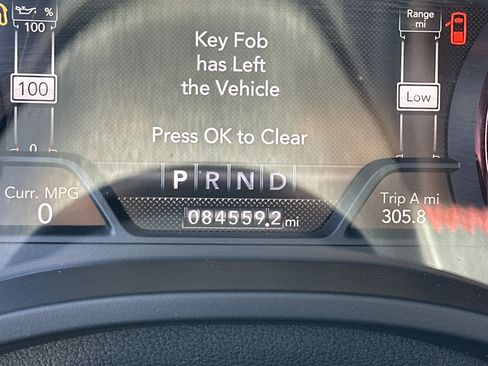 %
100
100
0
Curr. MPG
0
Key Fob
has Left
the Vehicle
Press OK to Clear
P R N D
084559.2 mi
Range
mi
Low
Trip A mi
305.8